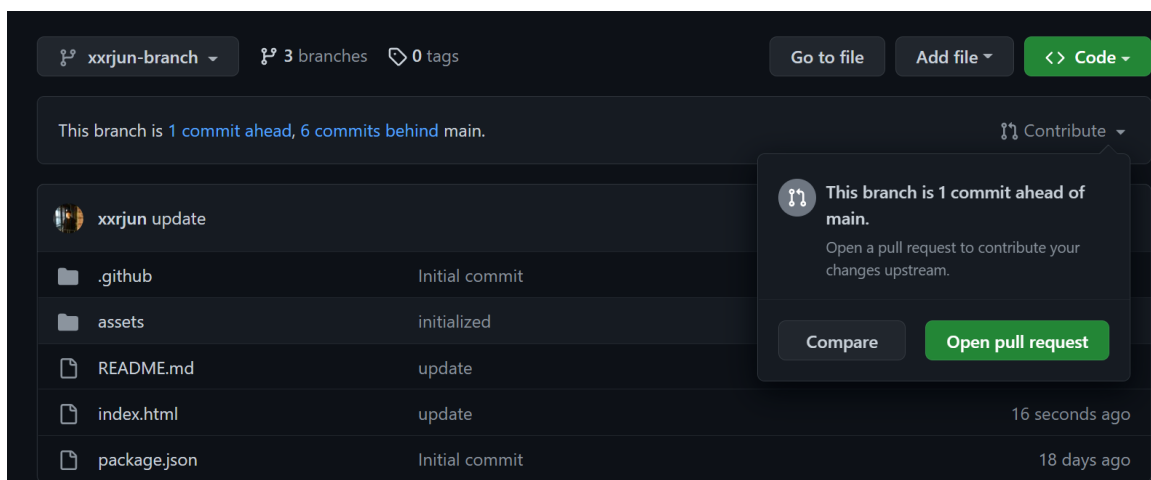 xxrjun-branch 3 branches 0 tags Go to file Add file <> Code
This branch is 1 commit ahead, 6 commits behind main. Contribute
This branch is 1 commit ahead of
main.
Open a pull request to contribute your
changes upstream.
Compare Open pull request
xxrjun update
.github Initial commit
assets initialized
README.md update
index.html update 16 seconds ago
package.json Initial commit 18 days ago